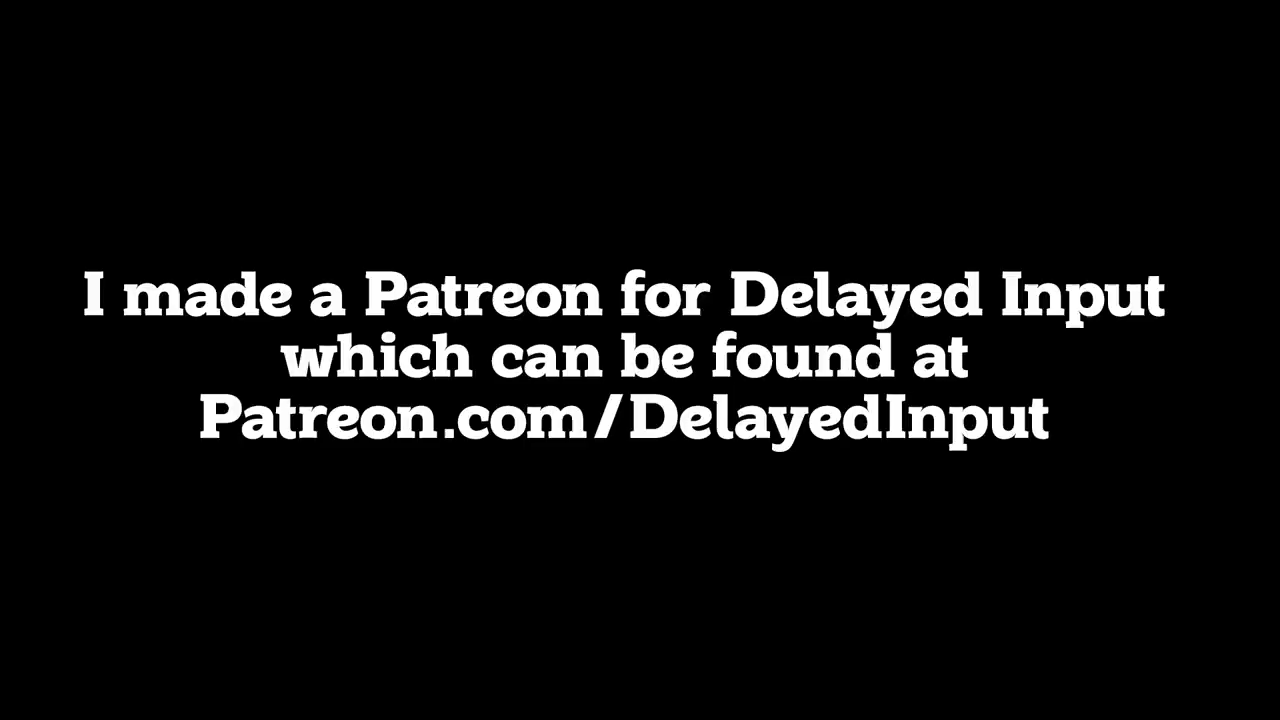 I made a Patreon for Delayed Input
which can be found at
Patreon.com/DelayedInput